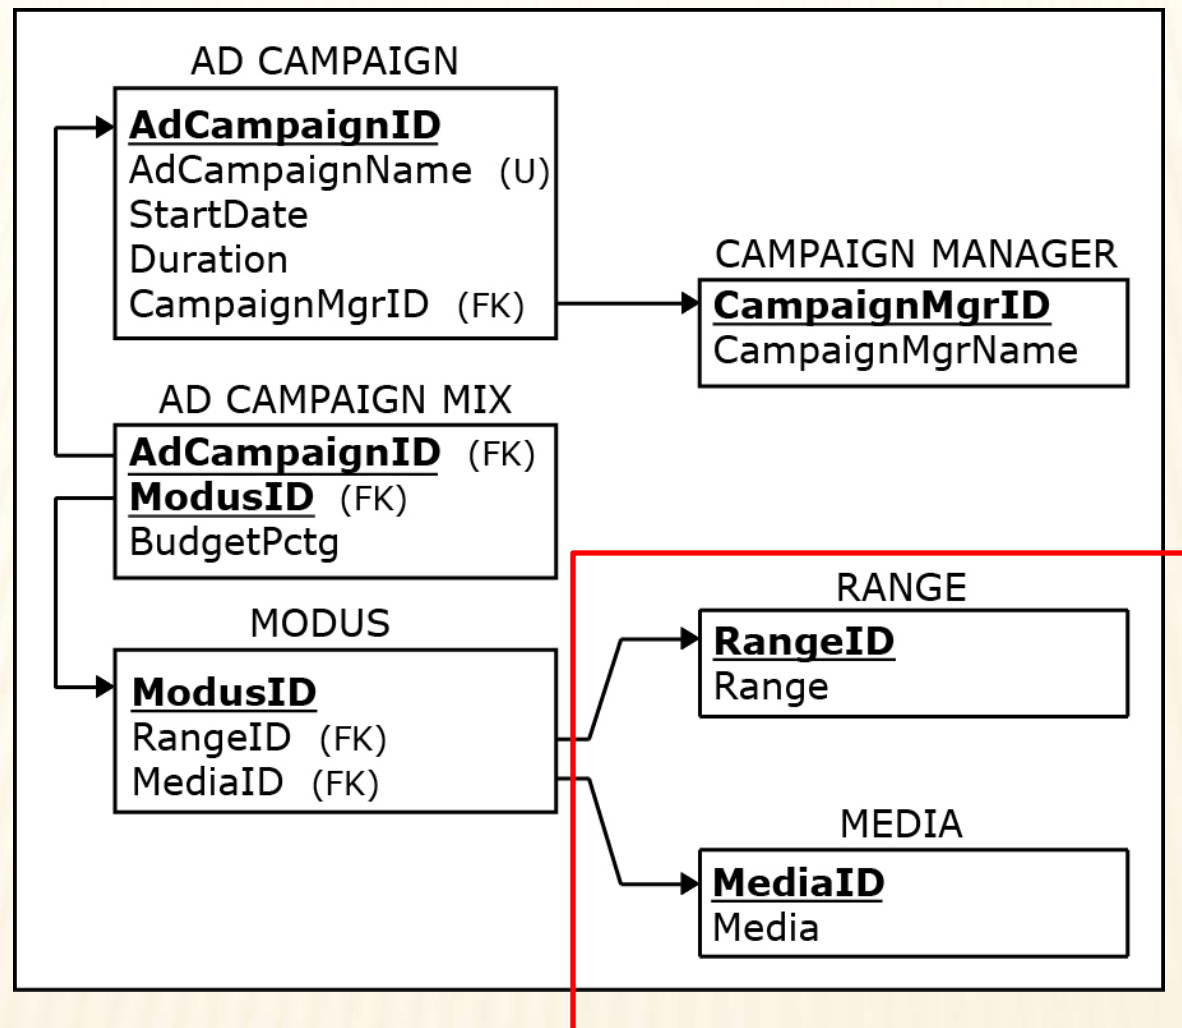 AD CAMPAIGN
AdCampaignID
AdCampaignName (U)
StartDate
Duration
CampaignMgrID (FK)
CAMPAIGN MANAGER
CampaignMgrID
CampaignMgrName
AD CAMPAIGN MIX
AdCampaignID (FK)
ModusID (FK)
BudgetPctg
MODUS
ModusID
RangeID (FK)
MediaID (FK)
RANGE
RangeID
Range
MEDIA
MediaID
Media